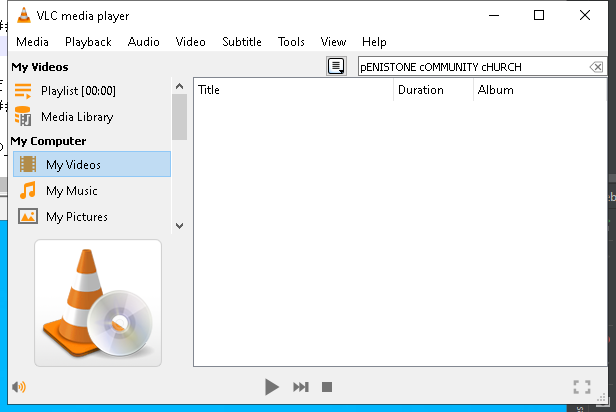 VLC media player
Media Playback Audio Video Subtitle Tools View Help
My Videos
pENISTONE cOMMUNITY cHURCH
Playlist [00:00]
Media Library
My Computer
My Videos
My Music
My Pictures
Title Duration Album